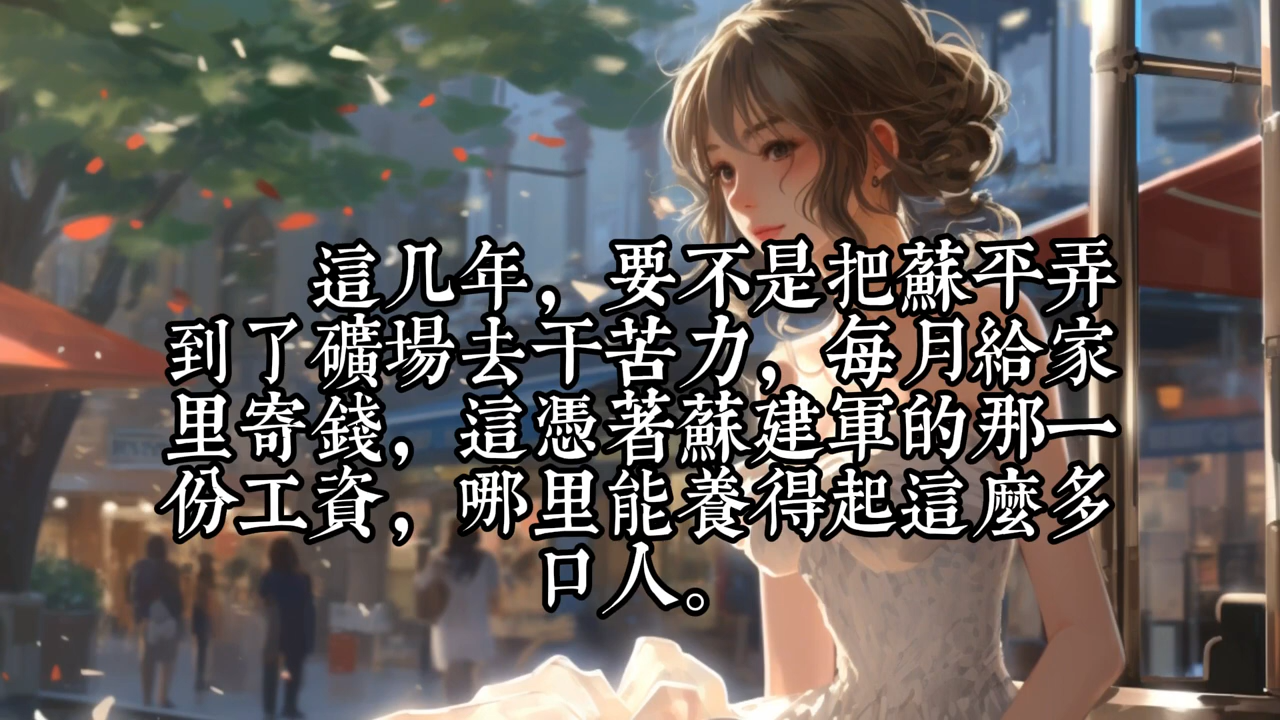 這几年，要不是把蘇平弄
到了礦場去干苦力，每月給家
里寄錢，這憑著蘇建軍的那一
份工資，哪里能養得起這麼多
口人。